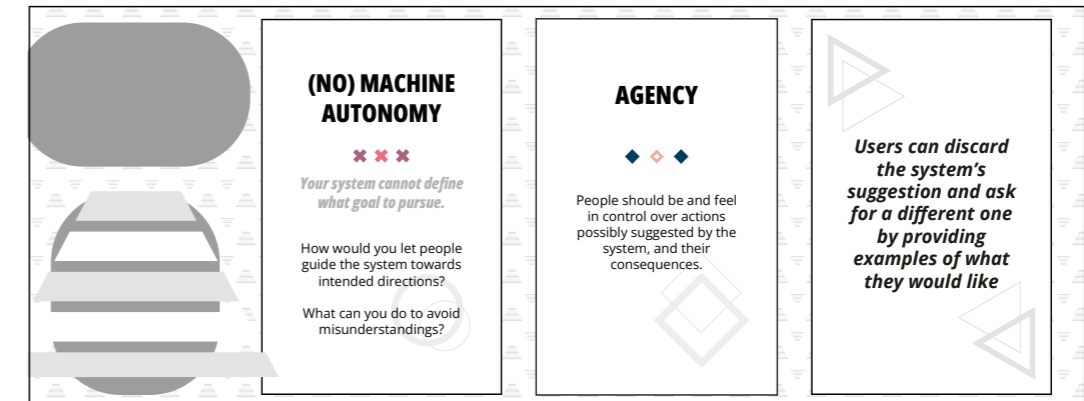 (NO) MACHINE
AUTONOMY
Your system cannot define
what goal to pursue.
How would you let people
guide the system towards
intended directions?
What can you do to avoid
misunderstandings?
AGENCY
People should be and feel
in control over actions
possibly suggested by the
system, and their
consequences.
Users can discard
the system's
suggestion and ask
for a different one
by providing
examples of what
they would like